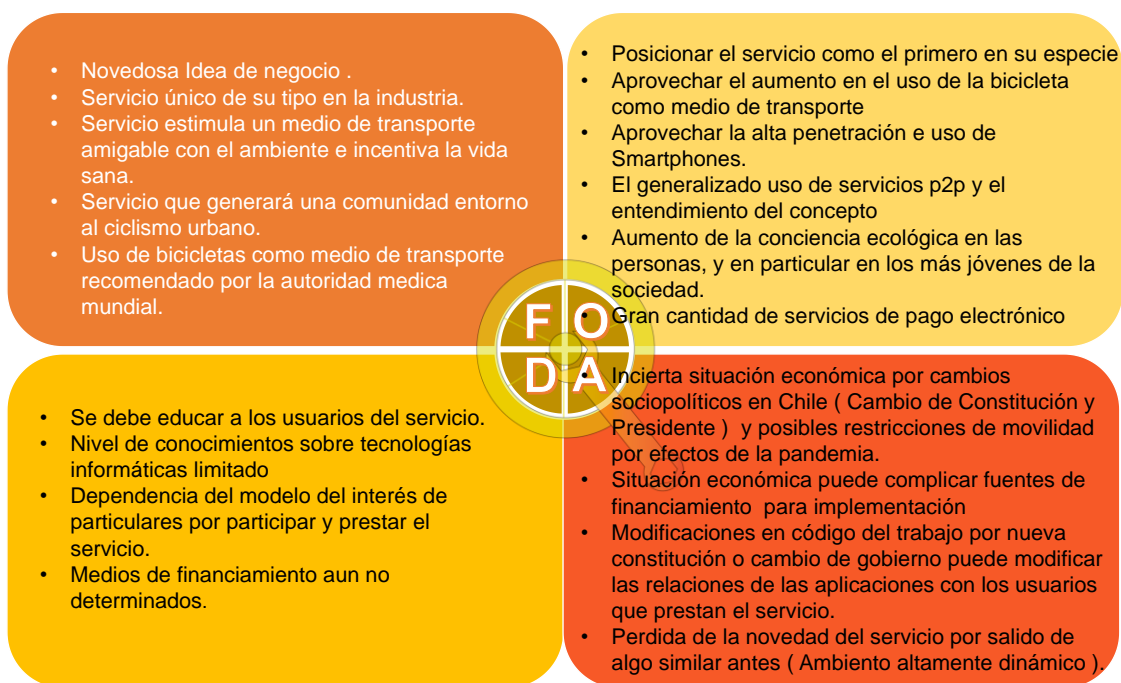 • Novedosa Idea de negocio .
• Servicio único de su tipo en la industria.
• Servicio estimula un medio de transporte
amigable con el ambiente e incentiva la vida
sana.
• Servicio que generará una comunidad entorno
al ciclismo urbano.
• Uso de bicicletas como medio de transporte
recomendado por la autoridad medica
mundial.
• Posicionar el servicio como el primero en su especie
• Aprovechar el aumento en el uso de la bicicleta
como medio de transporte
• Aprovechar la alta penetración e uso de
Smartphones.
• El generalizado uso de servicios p2p y el
entendimiento del concepto
• Aumento de la conciencia ecológica en las
personas, y en particular en los más jóvenes de la
sociedad.
• Gran cantidad de servicios de pago electrónico
F O
D A
• Se debe educar a los usuarios del servicio.
• Nivel de conocimientos sobre tecnologías
informáticas limitado
• Dependencia del modelo del interés de
particulares por participar y prestar el
servicio.
• Medios de financiamiento aun no
determinados.
• Incierta situación económica por cambios
sociopolíticos en Chile ( Cambio de Constitución y
Presidente ) y posibles restricciones de movilidad
por efectos de la pandemia.
• Situación económica puede complicar fuentes de
financiamiento para implementación
• Modificaciones en código del trabajo por nueva
constitución o cambio de gobierno puede modificar
las relaciones de las aplicaciones con los usuarios
que prestan el servicio.
• Perdida de la novedad del servicio por salido de
algo similar antes ( Ambiento altamente dinámico ).